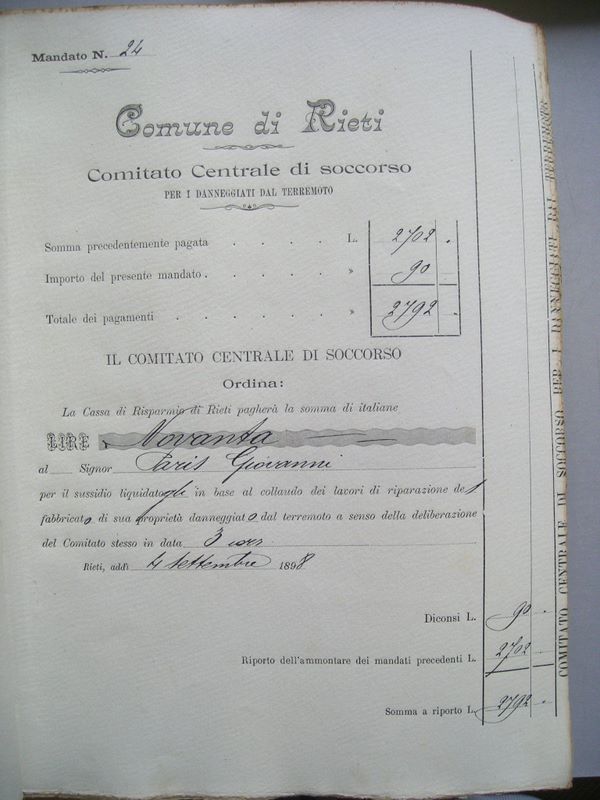 Mandato N. 24
Comune di Rieti
Comitato Centrale di soccorso
PER I DANNEGGIATI DAL TERREMOTO
Somma precedentemente pagata . . . . L. 2702 .
Importo del presente mandato . . . . . » 90
Totale dei pagamenti . . . . . » 2792 .
IL COMITATO CENTRALE DI SOCCORSO
Ordina:
La Cassa di Risparmio di Rieti pagherà la somma di italiane
LIRE Novanta
al Signor Paris Giovanni
per il sussidio liquidatogli in base al collaudo dei lavori di riparazione del
fabbricato di sua proprietà danneggiato dal terremoto a senso della deliberazione
del Comitato stesso in data 3 corr
Rieti, addì 4 settembre 1898
Diconsi L. 90 .
Riporto dell'ammontare dei mandati precedenti L. 2702 .
Somma a riporto L. 2792 .
COMITATO CENTRALE DI SOCCORSO PER I DANNEGGIATI DAL TERREMOTO